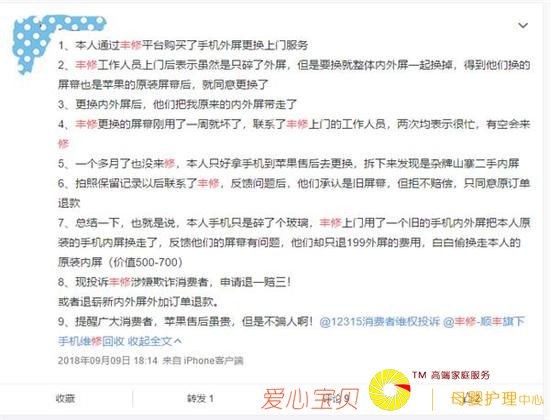 1、本人通过丰修平台购买了手机外屏更换上门服务
2、丰修工作人员上门后表示虽然是只碎了外屏，但是要换就整体内外屏一起换掉，得到他们换的
屏幕也是苹果的原装屏幕后，就同意更换了
3、更换内外屏后，他们把我原来的内外屏带走了
4、丰修更换的屏幕刚用了一周就坏了，联系了丰修上门的工作人员，两次均表示很忙，有空会来
修
5、一个多月了也没来修，本人只好拿手机到苹果售后去更换，拆下来发现是杂牌山寨二手内屏
6、拍照保留记录以后联系了丰修，反馈问题后，他们承认是旧屏幕，但拒不赔偿，只同意原订单
退款
7、总结一下，也就是说，本人手机只是碎了个玻璃，丰修上门用了一个旧的手机内外屏把本人原
装的手机内屏换走了，反馈他们的屏幕有问题，他们却只退199外屏的费用，白白偷换走本人的
原装内屏（价值500-700）
8、现投诉丰修涉嫌欺诈消费者，申请退一赔三！
或者退崭新内外屏外加订单退款。
9、提醒广大消费者，苹果售后虽贵，但是不骗人啊！@12315消费者维权投诉 @丰修-顺丰旗下
手机维修回收 收起全文
2018年09月09日 18:14 来自 iPhone客户端
收藏 转发 1 评论 9
爱心宝贝
TM 高端家庭服务
母婴护理中心